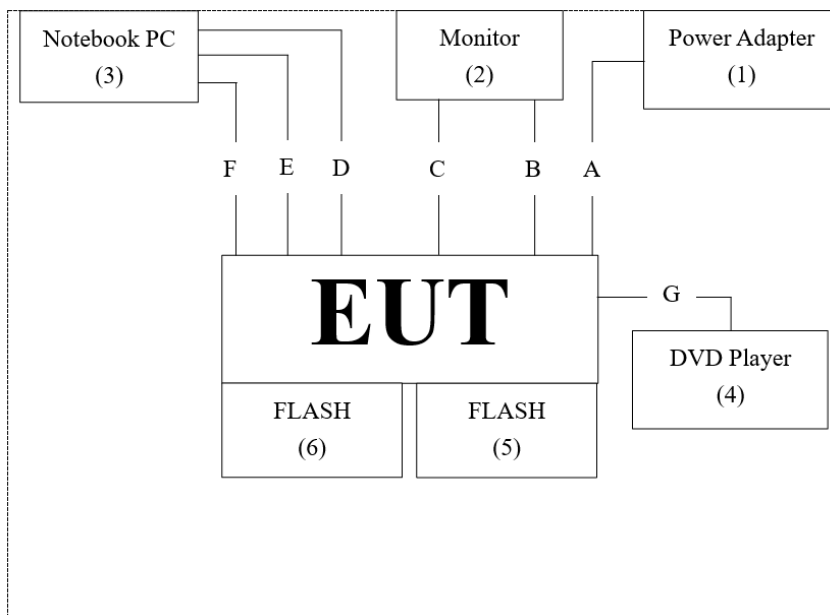 Notebook PC
(3)
Monitor
(2)
Power Adapter
(1)
F E D C B A
EUT
G
DVD Player
(4)
FLASH
(6)
FLASH
(5)